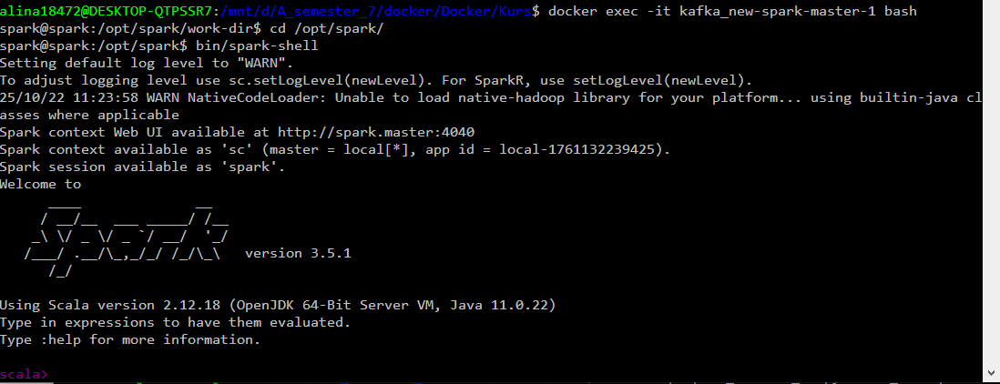 alina18472@DESKTOP-QTPSSR7:/mnt/d/A_semester_7/docker/Docker/Kurs$ docker exec -it kafka_new-spark-master-1 bash
spark@spark:/opt/spark/work-dir$ cd /opt/spark/
spark@spark:/opt/spark$ bin/spark-shell
Setting default log level to "WARN".
To adjust logging level use sc.setLogLevel(newLevel). For SparkR, use setLogLevel(newLevel).
25/10/22 11:23:58 WARN NativeCodeLoader: Unable to load native-hadoop library for your platform... using builtin-java cl
asses where applicable
Spark context Web UI available at http://spark.master:4040
Spark context available as 'sc' (master = local[*], app id = local-1761132239425).
Spark session available as 'spark'.
Welcome to
      ____              __
     / __/__  ___ _____/ /__
    _\ \/ _ \/ _ `/ __/  '_/
   /___/ .__/\_,_/_/ /_/\_\   version 3.5.1
      /_/
Using Scala version 2.12.18 (OpenJDK 64-Bit Server VM, Java 11.0.22)
Type in expressions to have them evaluated.
Type :help for more information.
scala>